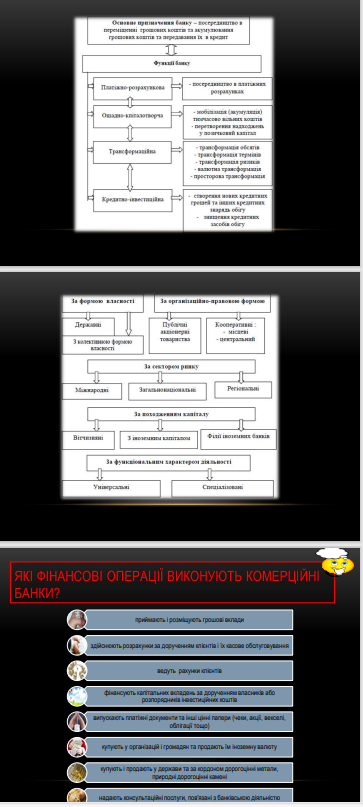 Основне призначення банку – посередництво в
переміщенні грошових коштів та акумулювання
грошових коштів та передавання їх в кредит
Функції банку
Платіжно-розрахункова
- посередництво в платіжних
розрахунках
Ощадно-капіталотворча
- мобілізація (акумуляція)
тимчасово вільних коштів
- перетворення надходжень
у позичковий капітал
Трансформаційна
- трансформація обсягів
- трансформація термінів
- трансформація ризиків
- валютна трансформація
- просторова трансформація
Кредитно-інвестиційна
- створення нових кредитних
грошей та інших кредитних
знарядь обігу
- знищення кредитних
засобів обігу
За формою власності
За організаційно-правовою формою
Державні
З колективною формою
власності
Публічні
акціонерні
товариства
Кооперативні :
- місцеві
- центральний
За сектором ринку
Міжнародні
Загальнонаціональні
Регіональні
За походженням капіталу
Вітчизняні
З іноземним капіталом
Філії іноземних банків
За функціональним характером діяльності
Універсальні
Спеціалізовані
ЯКІ ФІНАНСОВІ ОПЕРАЦІЇ ВИКОНУЮТЬ КОМЕРЦІЙНІ
БАНКИ?
приймають і розміщують грошові вклади
здійснюють розрахунки за дорученням клієнтів і їх касове обслуговування
ведуть рахунки клієнтів
фінансують капітальних вкладень за дорученням власників або
розпорядників інвестиційних коштів
випускають платіжні документи та інші цінні папери (чеки, акції, векселі,
облігації тощо)
купують у організацій і громадян та продають їм іноземну валюту
купують і продають у держави та за кордоном дорогоцінні метали,
природні дорогоцінні камені
надають консультаційні послуги, пов'язані з банківською діяльністю